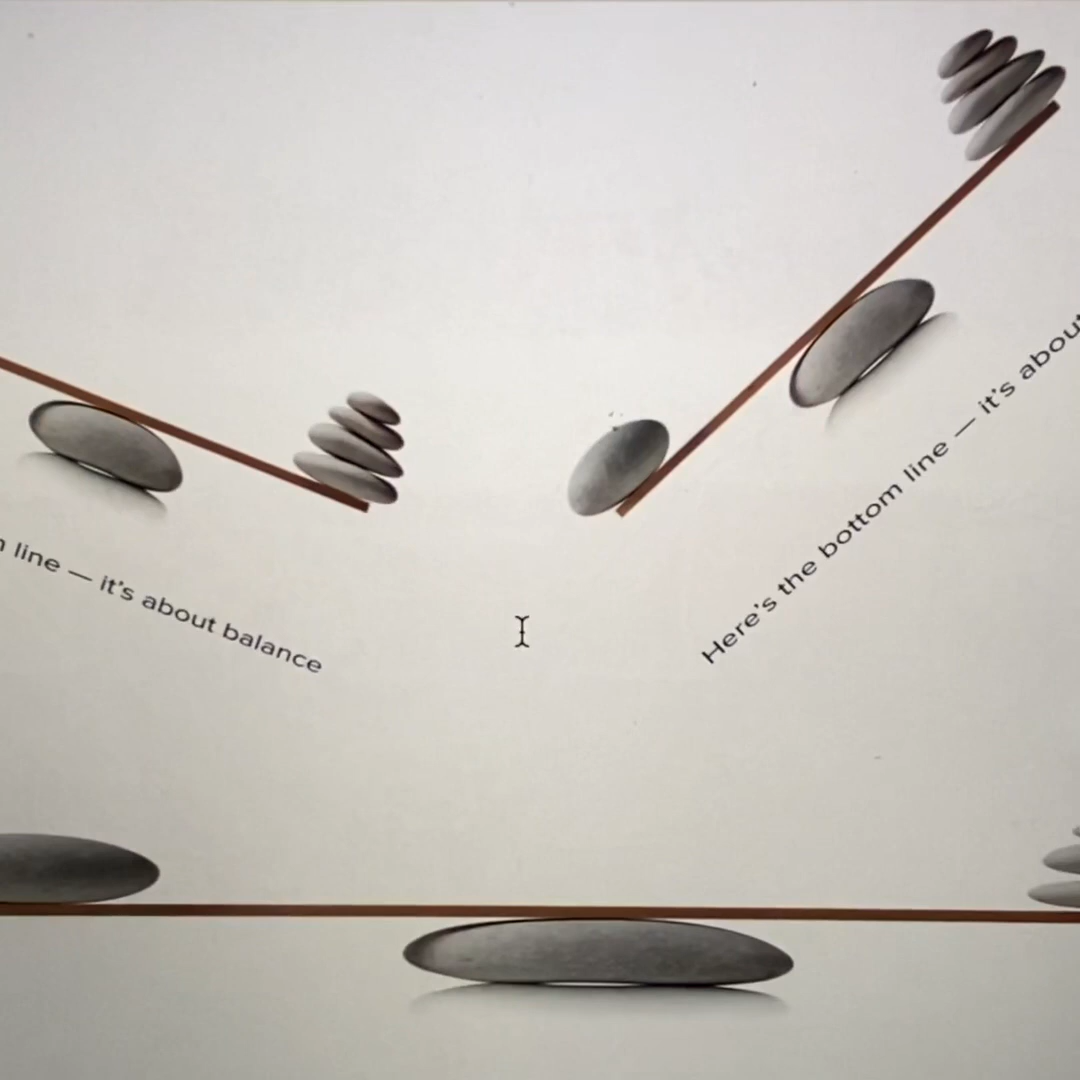 line — it's about balance
Here's the bottom line — it's about